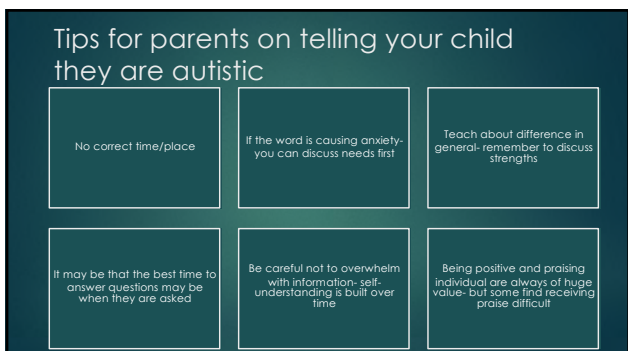 Tips for parents on telling your child
they are autistic
No correct time/place
If the word is causing anxiety-
you can discuss needs first
Teach about difference in
general- remember to discuss
strengths
It may be that the best time to
answer questions may be
when they are asked
Be careful not to overwhelm
with information- self-
understanding is built over
time
Being positive and praising
individual are always of huge
value- but some find receiving
praise difficult